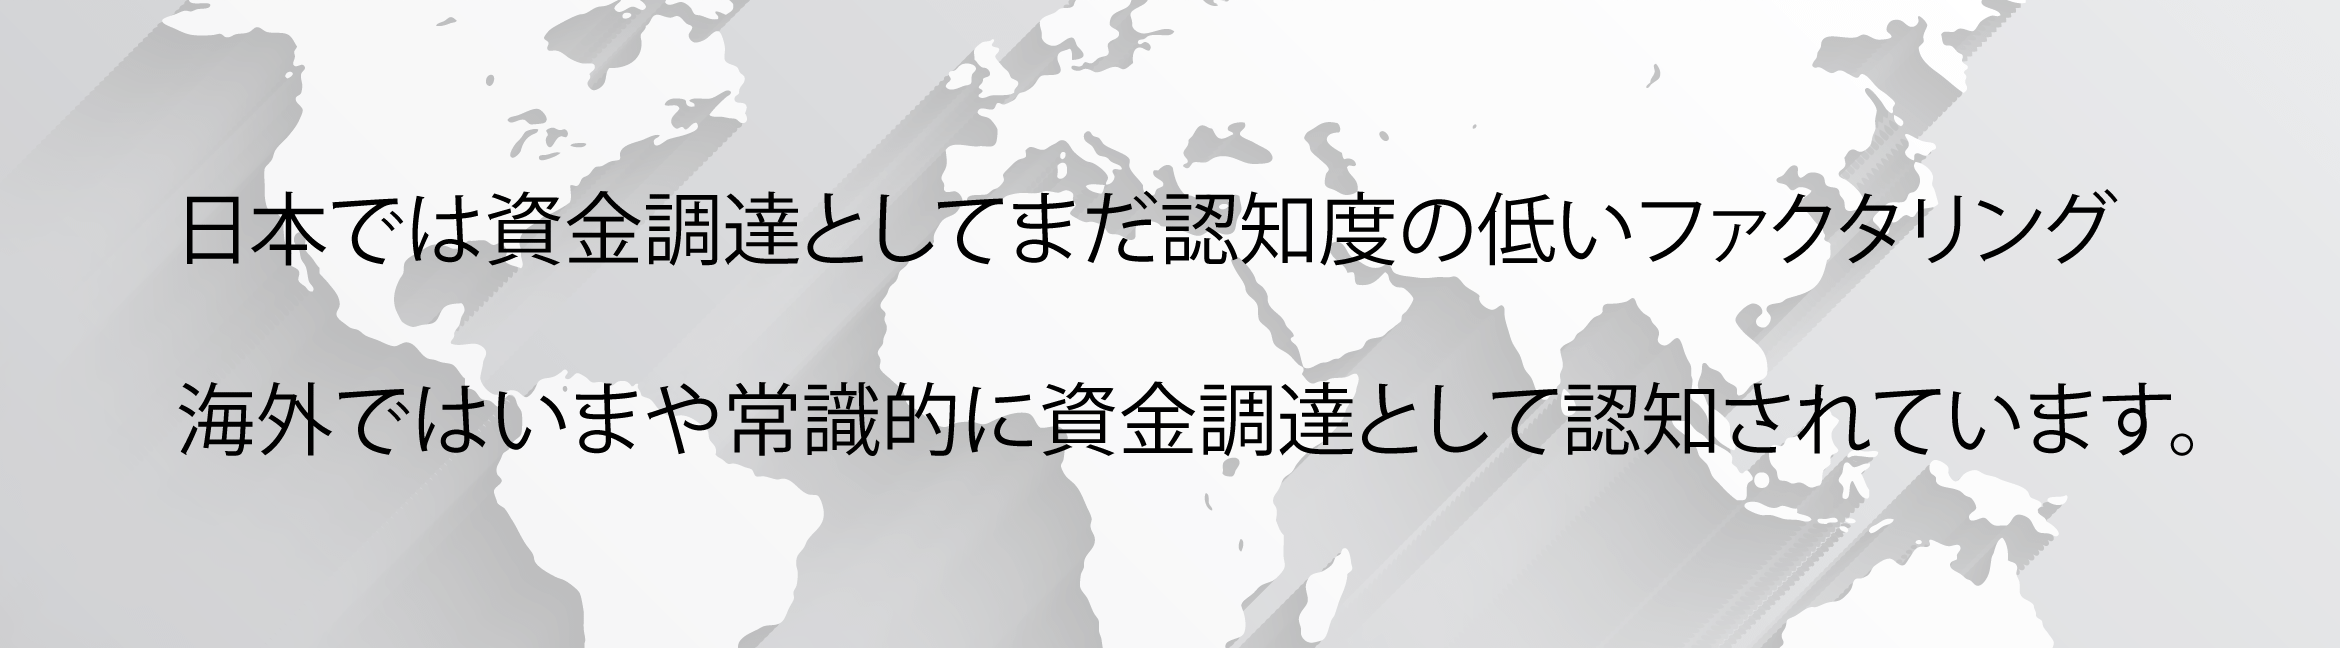 日本では資金調達としてまだ認知度の低いファクタリング
海外ではいまや常識的に資金調達として認知されています。